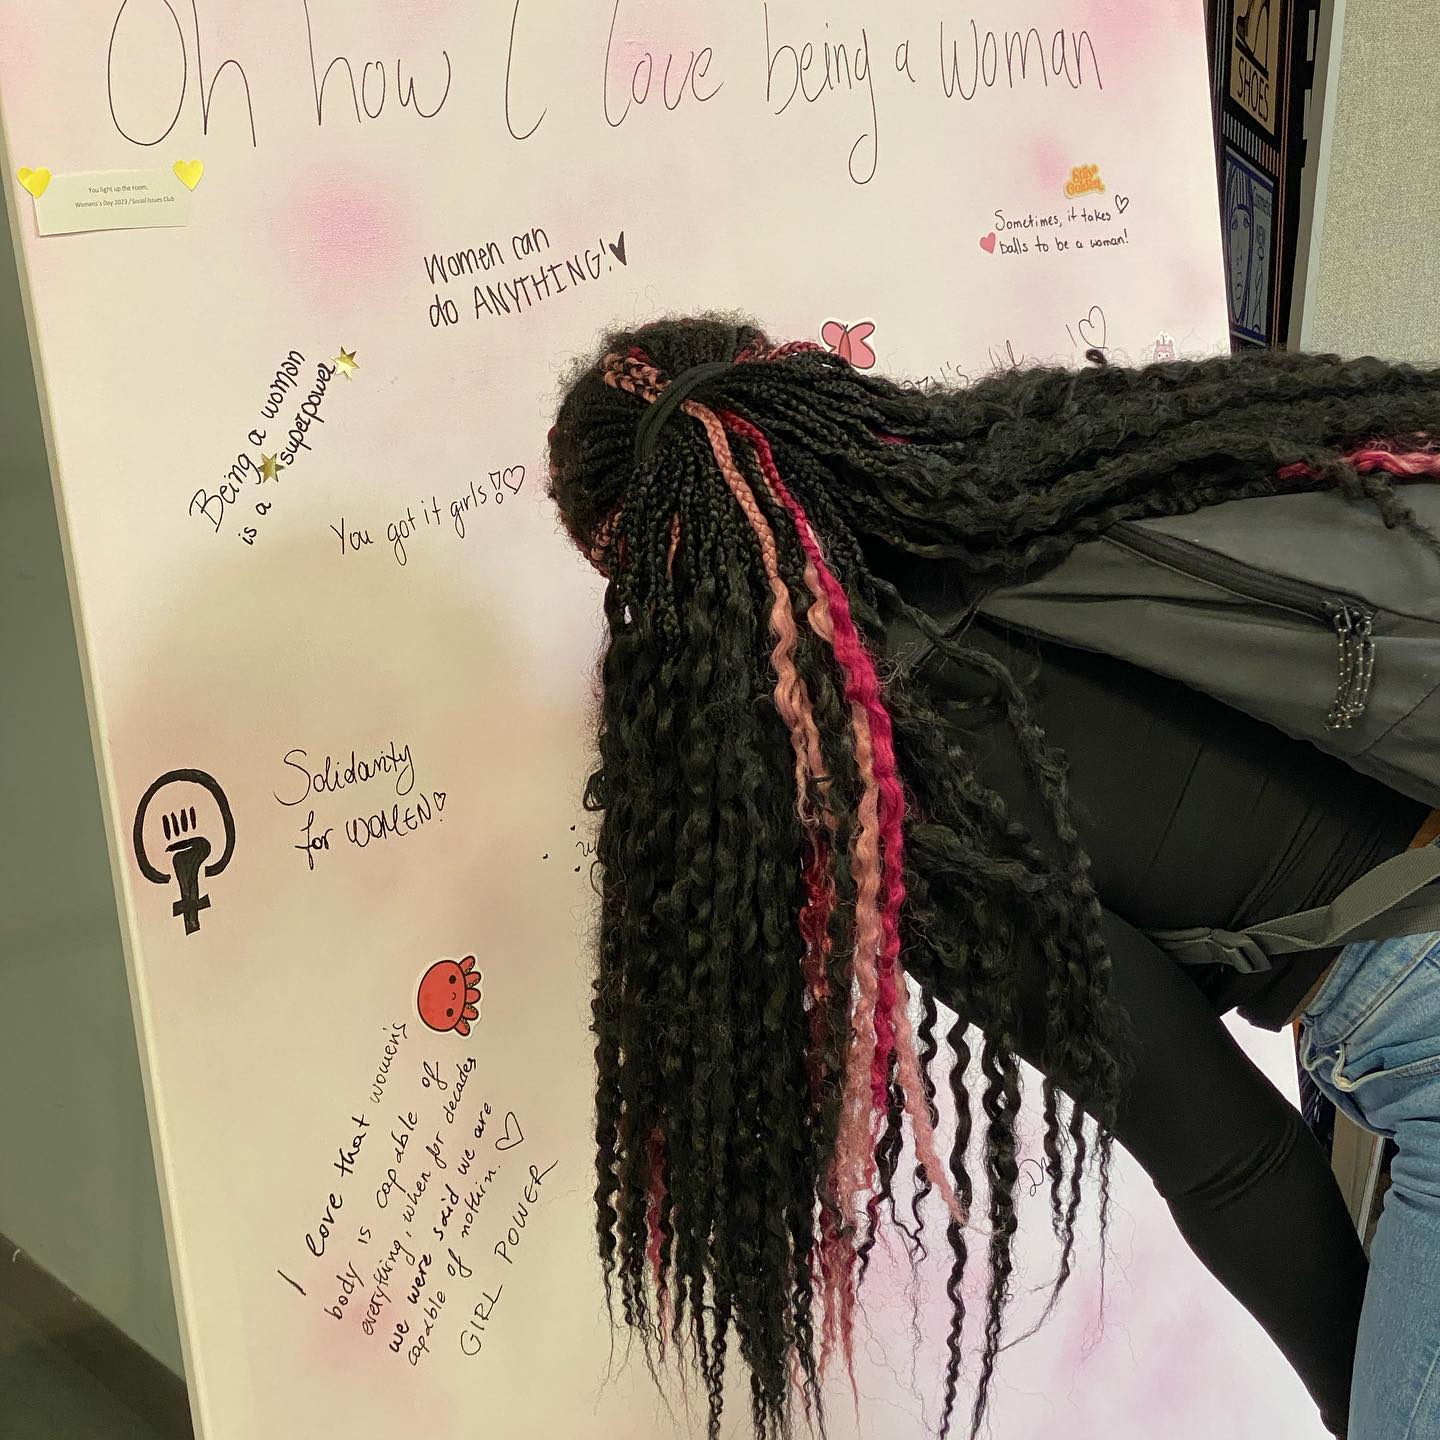 Oh how I love being a woman
SHOES
You light up the room.
Womens's Day 2023 / Social Issues Club
Stay
Golden
Sometimes, it takes
balls to be a woman!
Women can
do ANYTHING!
Being a woman
is a superpower
You got it girls!
Solidarity
for WOMEN!
I love that women's
body is capable of
everything, when for decades
we were said we are
capable of nothin.
GIRL POWER